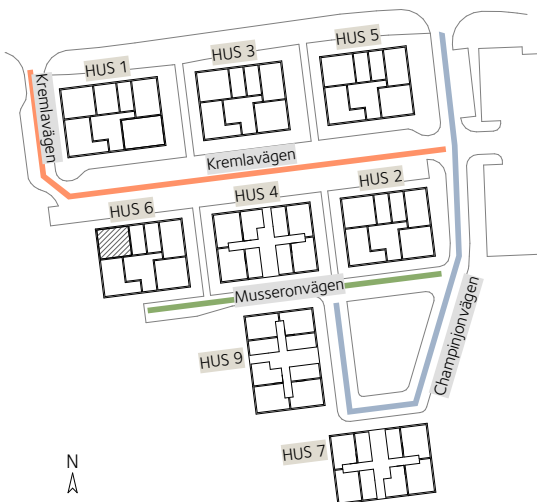 HUS 1
HUS 3
HUS 5
Kremlavägen
Kremlavägen
HUS 6
HUS 4
HUS 2
Musseronvägen
Champinjonvägen
HUS 9
HUS 7
N